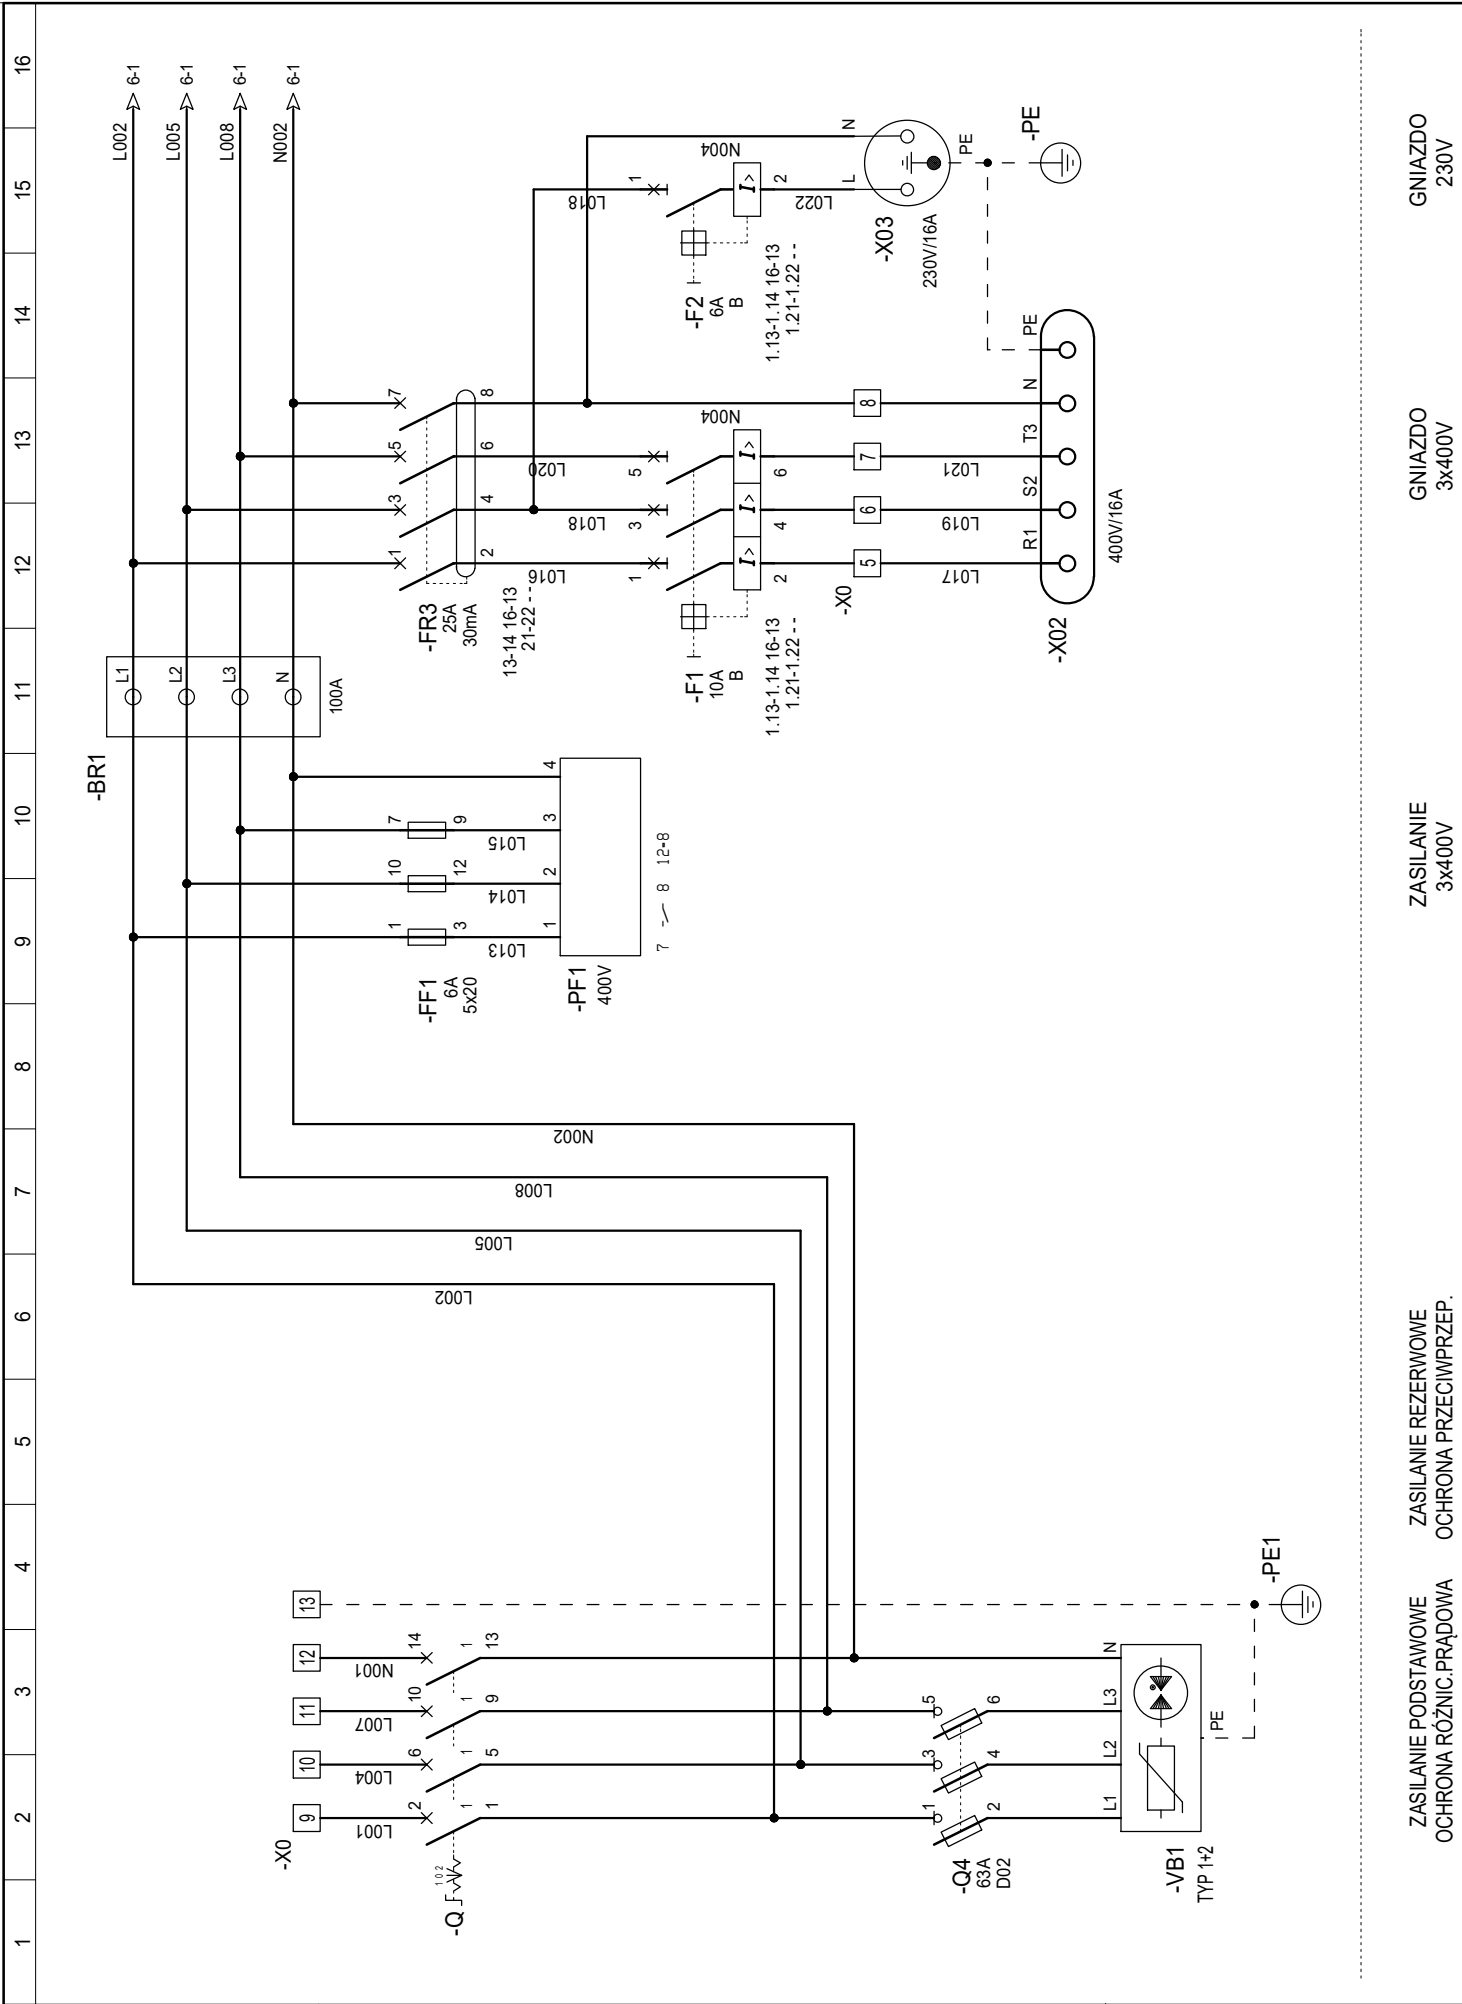 1 2 3 4 5 6 7 8 9 10 11 12 13 14 15 16
L002 6-1
L005 6-1
L008 6-1
N002 6-1
-BR1
L1
L2
L3
N
100A
-X0
9 10 11 12 13
L001 L004 L007 N001
2 6 10 14
-Q
1 0 2
1 1 1 1
1 5 9 13
L002
L005
L008
N002
-Q4
63A
D02
1 3 5
2 4 6
-VB1
TYP 1+2
L1 L2 L3 N
PE
-PE1
-FF1
6A
5x20
1 10 7
3 12 9
L013 L014 L015
-PF1
400V
1 2 3 4
7 8 12-8
-FR3
25A
30mA
13-14 16-13
21-22 --
1 3 5 7
2 4 6 8
L016 L018 L020
-F1
10A
B
1.13-1.14 16-13
1.21-1.22 --
1 3 5
I> I> I>
2 4 6
N004
-X0
5 6 7 8
L017 L019 L021
-X02
R1 S2 T3 N PE
400V/16A
L018
1
-F2
6A
B
1.13-1.14 16-13
1.21-1.22 --
I>
2
N004
L022
L N
-X03
230V/16A
PE
-PE
ZASILANIE PODSTAWOWE
OCHRONA RÓŻNIC.PRĄDOWA
ZASILANIE REZERWOWE
OCHRONA PRZECIWPRZEP.
ZASILANIE
3x400V
GNIAZDO
3x400V
GNIAZDO
230V